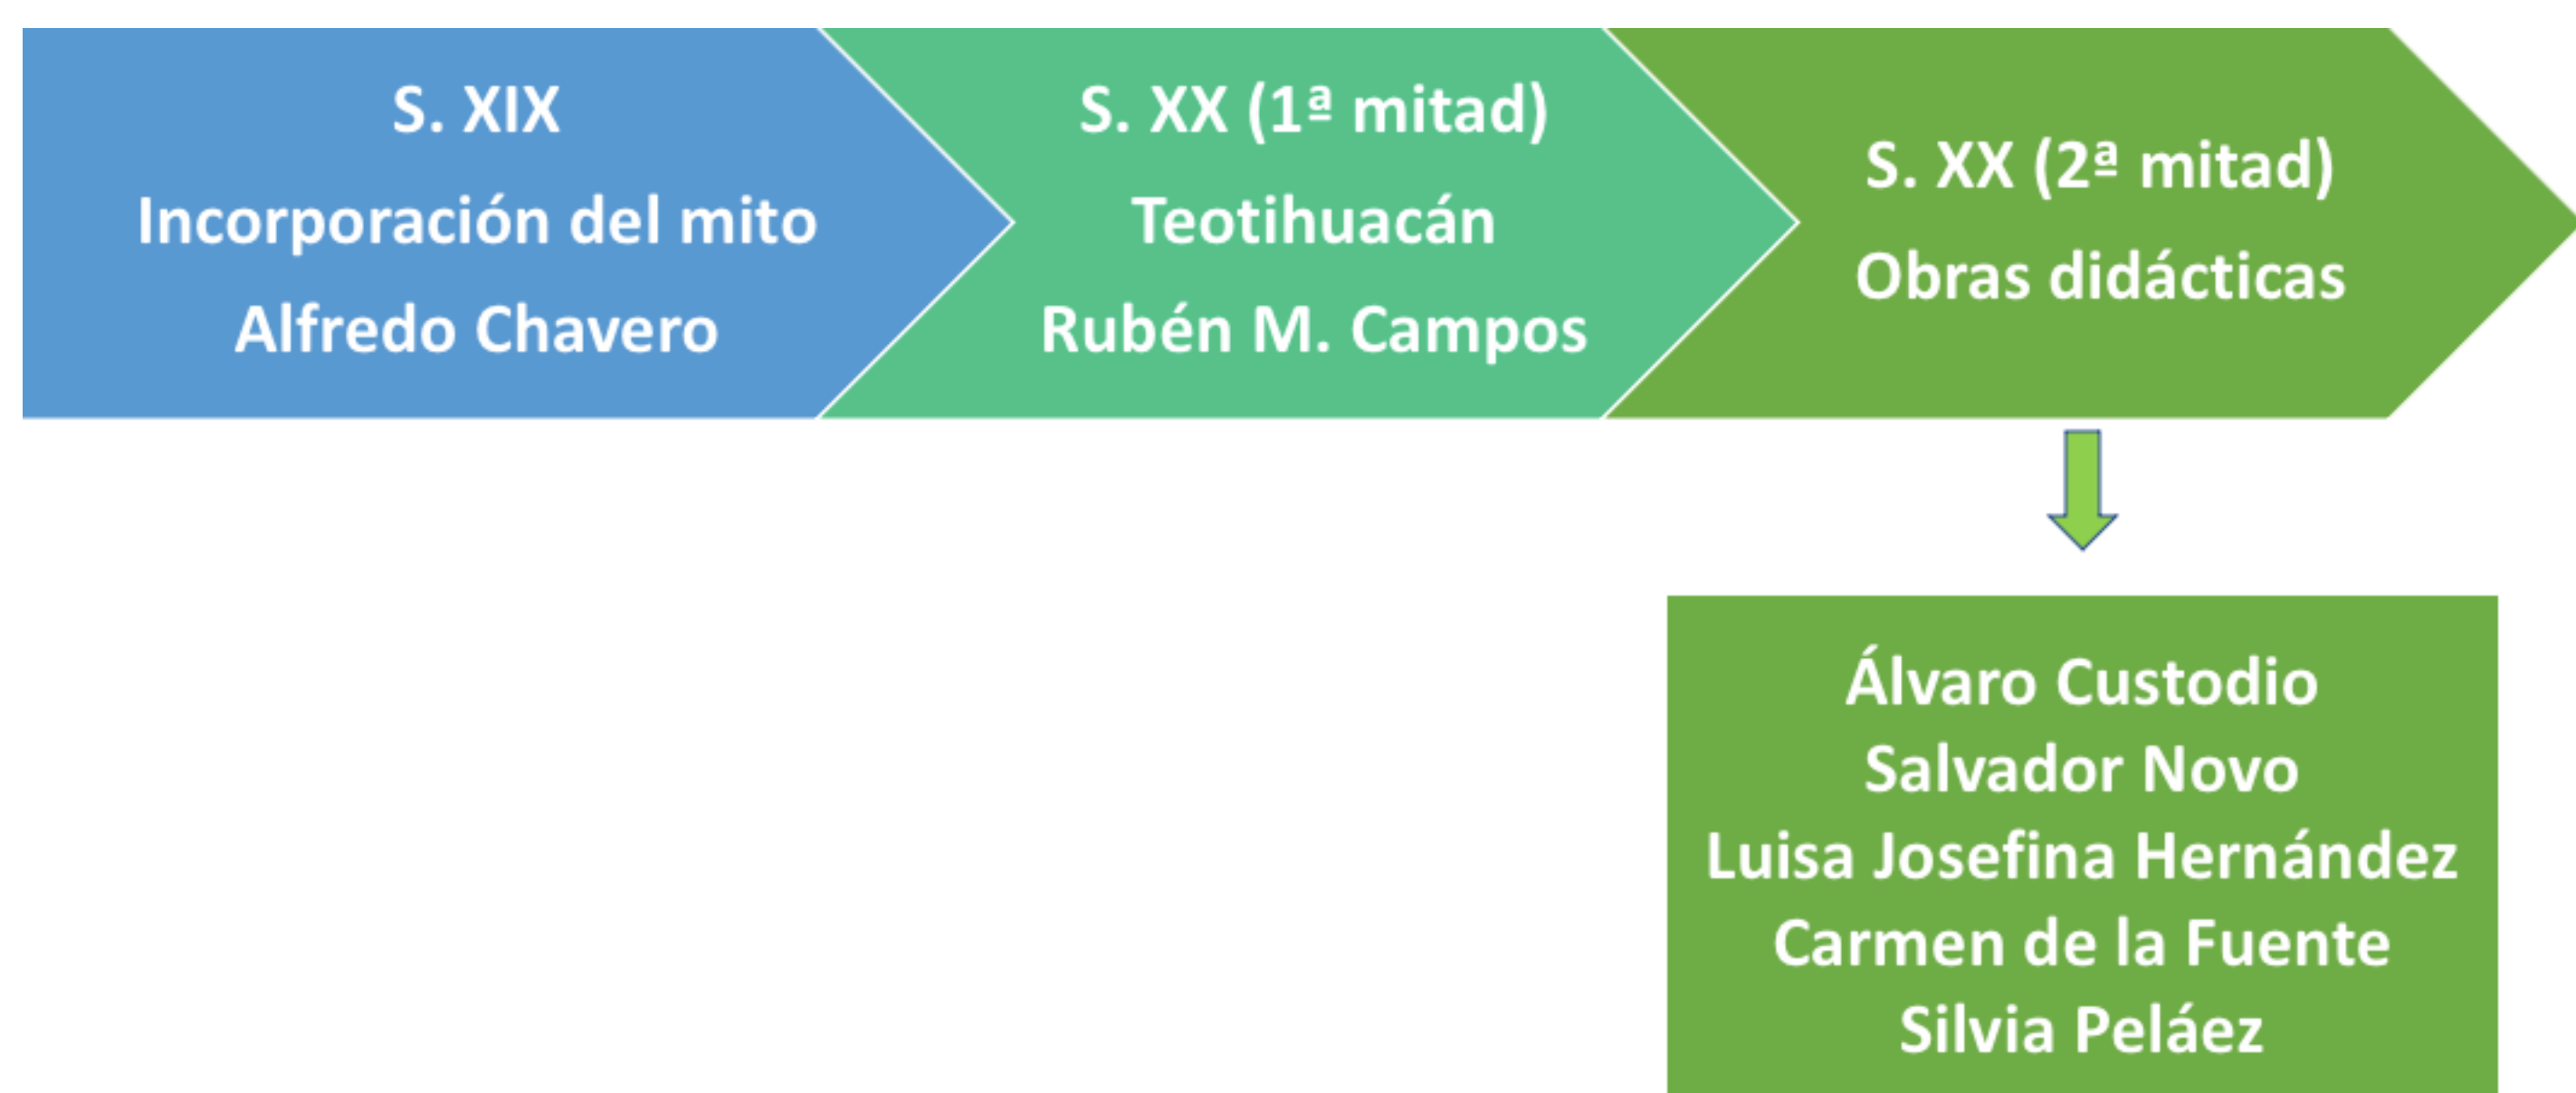 S. XIX
Incorporación del mito
Alfredo Chavero
S. XX (1ª mitad)
Teotihuacán
Rubén M. Campos
S. XX (2ª mitad)
Obras didácticas
Álvaro Custodio
Salvador Novo
Luisa Josefina Hernández
Carmen de la Fuente
Silvia Peláez